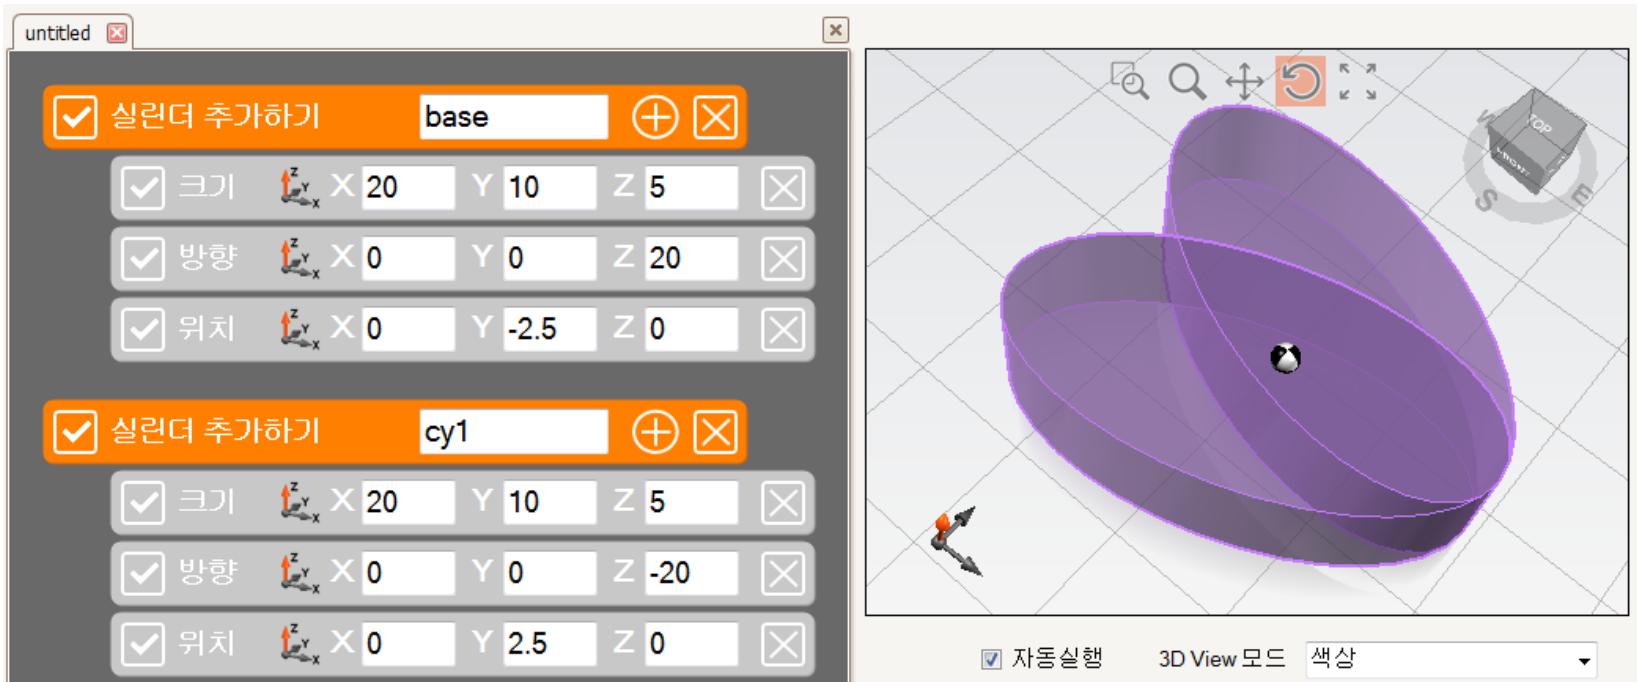 untitled
실린더 추가하기 base
크기 Z Y X X 20 Y 10 Z 5
방향 Z Y X X 0 Y 0 Z 20
위치 Z Y X X 0 Y -2.5 Z 0
실린더 추가하기 cy1
크기 Z Y X X 20 Y 10 Z 5
방향 Z Y X X 0 Y 0 Z -20
위치 Z Y X X 0 Y 2.5 Z 0
W
TOP
FRONT
S
E
자동실행 3D View 모드 색상